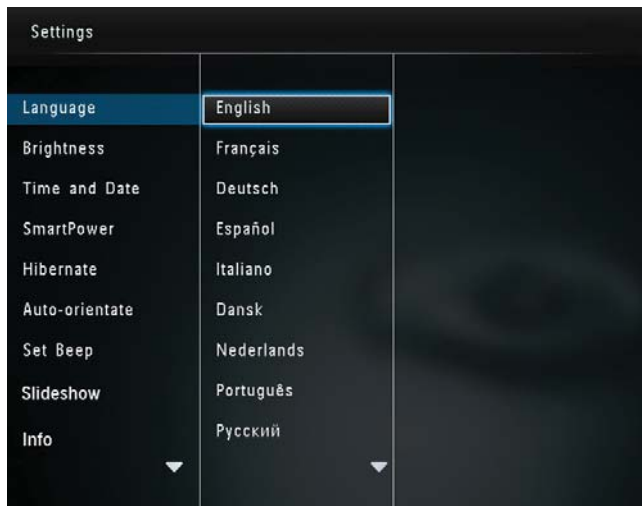 Settings
Language
Brightness
Time and Date
SmartPower
Hibernate
Auto-orientate
Set Beep
Slideshow
Info
English
Français
Deutsch
Español
Italiano
Dansk
Nederlands
Português
Русский